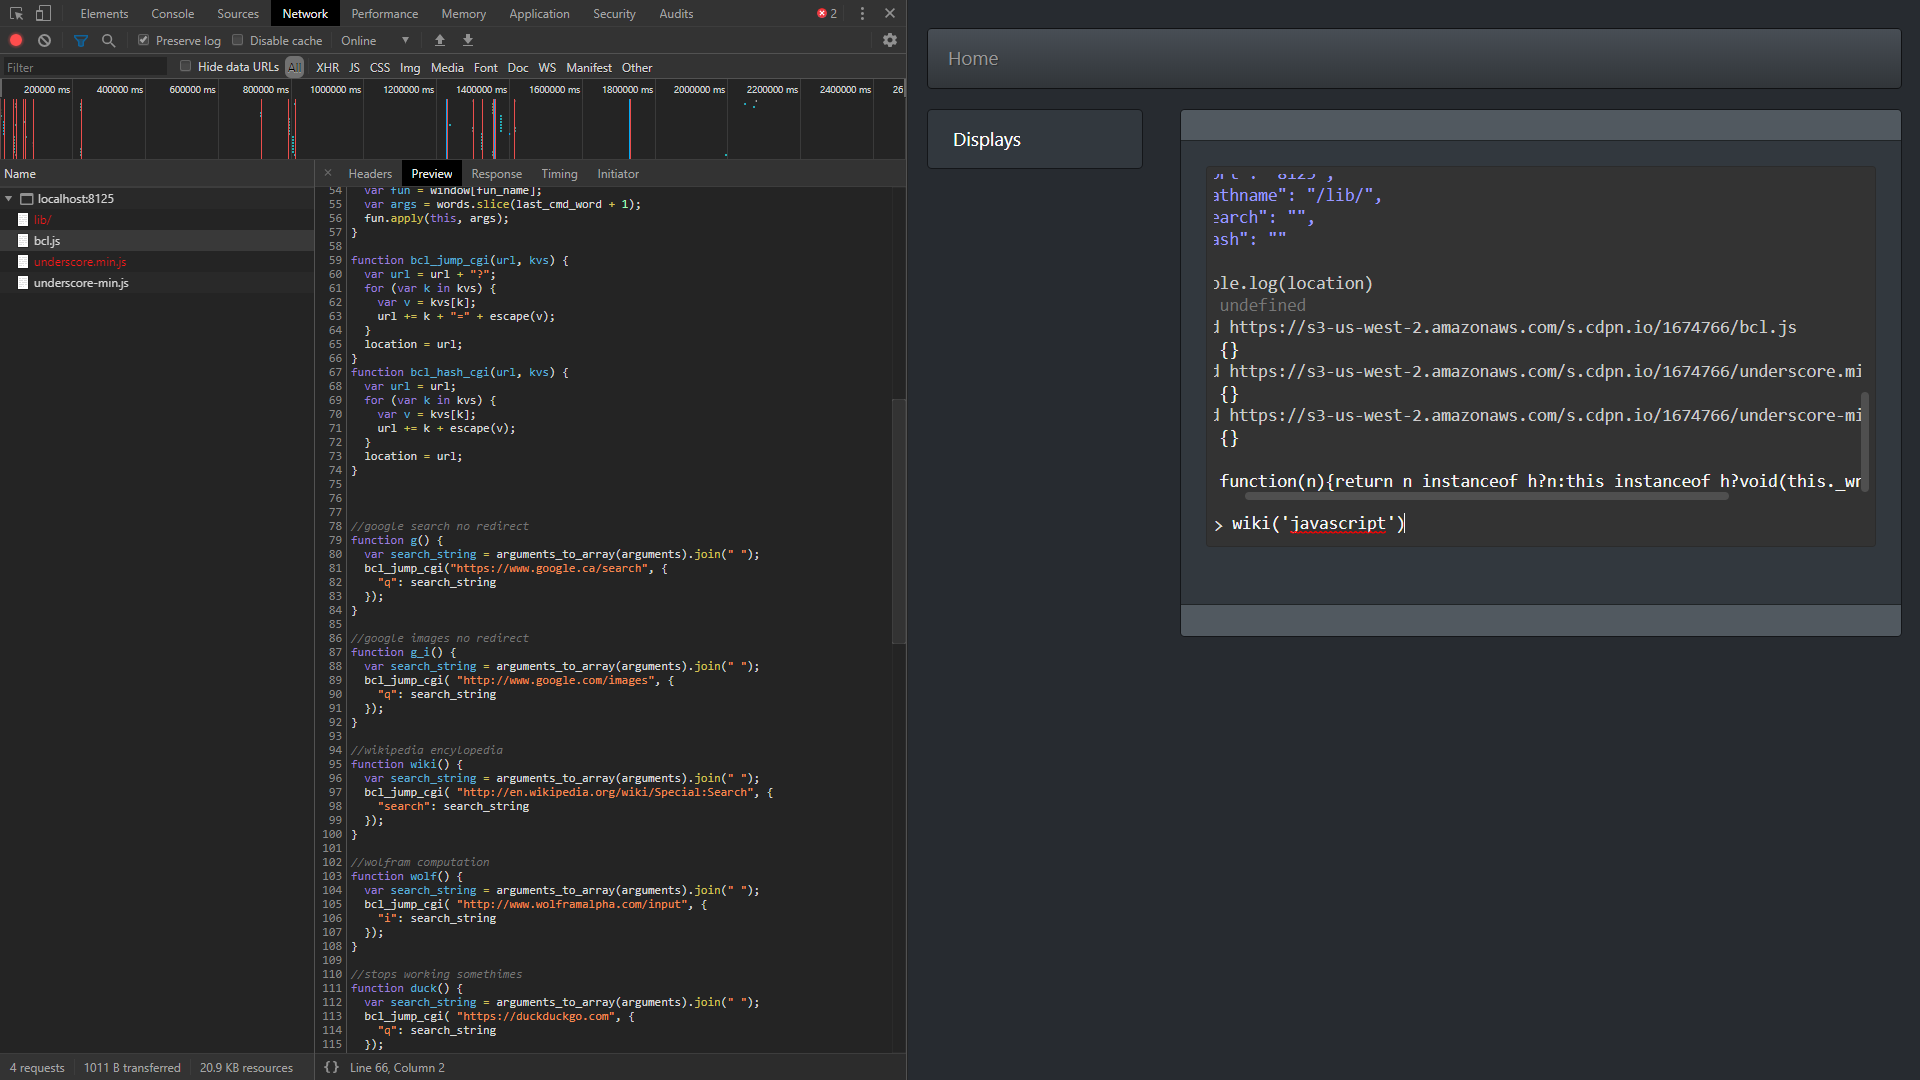 Elements Console Sources Network Performance Memory Application Security Audits 2
Preserve log Disable cache Online
Filter Hide data URLs All XHR JS CSS Img Media Font Doc WS Manifest Other
200000 ms 400000 ms 600000 ms 800000 ms 1000000 ms 1200000 ms 1400000 ms 1600000 ms 1800000 ms 2000000 ms 2200000 ms 2400000 ms 26
Name
localhost:8125
lib/
bcl.js
underscore.min.js
underscore-min.js
Headers Preview Response Timing Initiator
54 var fun = window[fun_name];
55 var args = words.slice(last_cmd_word + 1);
56 fun.apply(this, args);
57 }
58
59 function bcl_jump_cgi(url, kvs) {
60 var url = url + "?";
61 for (var k in kvs) {
62 var v = kvs[k];
63 url += k + "=" + escape(v);
64 }
65 location = url;
66 }
67 function bcl_hash_cgi(url, kvs) {
68 var url = url;
69 for (var k in kvs) {
70 var v = kvs[k];
71 url += k + escape(v);
72 }
73 location = url;
74 }
75
76
77
78 //google search no redirect
79 function g() {
80 var search_string = arguments_to_array(arguments).join(" ");
81 bcl_jump_cgi("https://www.google.ca/search", {
82 "q": search_string
83 });
84 }
85
86 //google images no redirect
87 function g_i() {
88 var search_string = arguments_to_array(arguments).join(" ");
89 bcl_jump_cgi( "http://www.google.com/images", {
90 "q": search_string
91 });
92 }
93
94 //wikipedia encylopedia
95 function wiki() {
96 var search_string = arguments_to_array(arguments).join(" ");
97 bcl_jump_cgi( "http://en.wikipedia.org/wiki/Special:Search", {
98 "search": search_string
99 });
100 }
101
102 //wolfram computation
103 function wolf() {
104 var search_string = arguments_to_array(arguments).join(" ");
105 bcl_jump_cgi( "http://www.wolframalpha.com/input", {
106 "i": search_string
107 });
108 }
109
110 //stops working somethimes
111 function duck() {
112 var search_string = arguments_to_array(arguments).join(" ");
113 bcl_jump_cgi( "https://duckduckgo.com", {
114 "q": search_string
115 });
4 requests 1011 B transferred 20.9 KB resources
{} Line 66, Column 2
Home
Displays
ort": "8125",
athname": "/lib/",
earch": "",
ash": ""
ole.log(location)
undefined
d https://s3-us-west-2.amazonaws.com/s.cdpn.io/1674766/bcl.js
{}
d https://s3-us-west-2.amazonaws.com/s.cdpn.io/1674766/underscore.mi
{}
d https://s3-us-west-2.amazonaws.com/s.cdpn.io/1674766/underscore-mi
{}
function(n){return n instanceof h?n:this instanceof h?void(this._wr
> wiki('javascript')